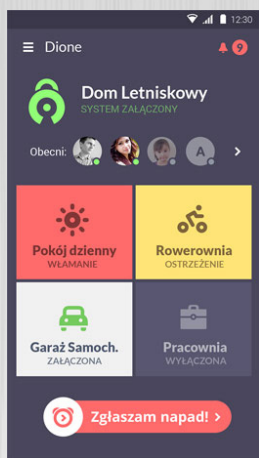 12:30
Dione
9
Dom Letniskowy
SYSTEM ZAŁĄCZONY
Obecni:
A
Pokój dzienny
WŁAMANIE
Rowerownia
OSTRZEŻENIE
Garaż Samoch.
ZAŁĄCZONA
Pracownia
WYŁĄCZONA
Zgłaszam napad!